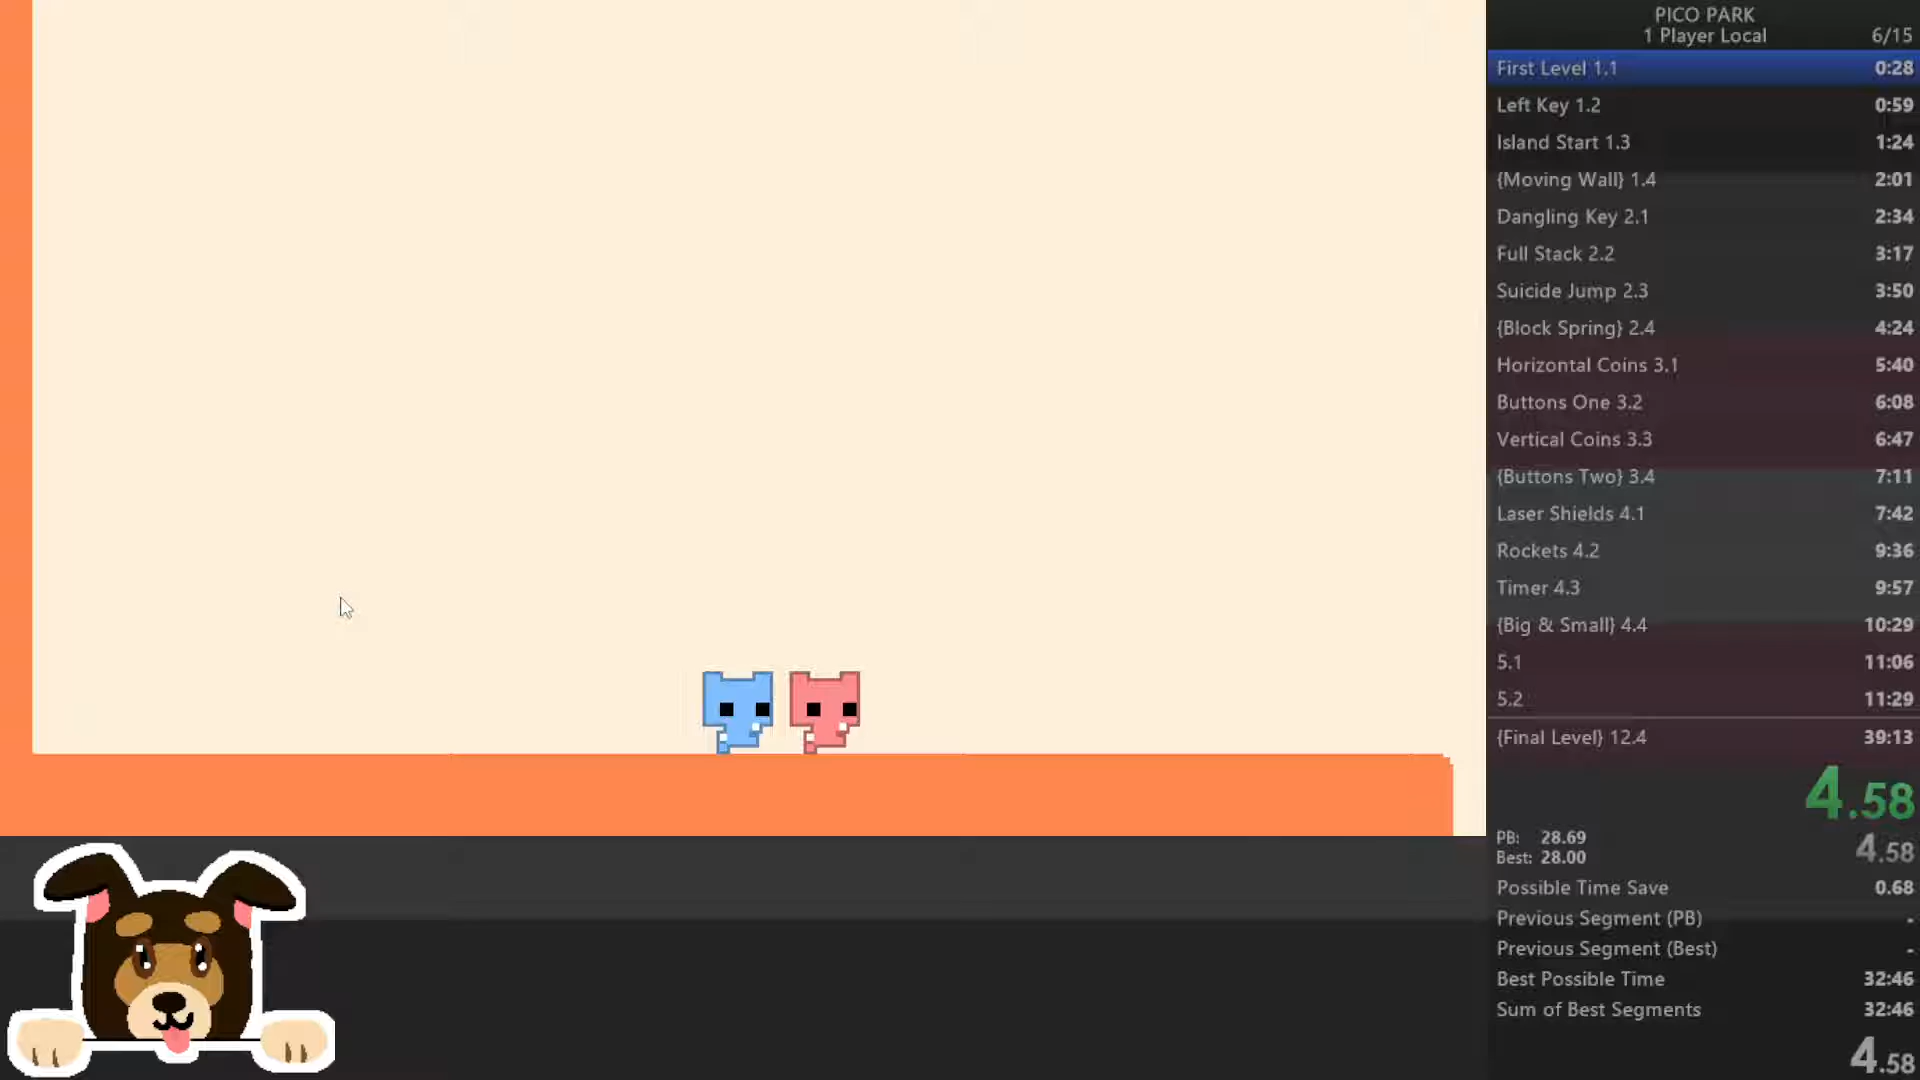 PICO PARK
1 Player Local 6/15
First Level 1.1 0:28
Left Key 1.2 0:59
Island Start 1.3 1:24
{Moving Wall} 1.4 2:01
Dangling Key 2.1 2:34
Full Stack 2.2 3:17
Suicide Jump 2.3 3:50
{Block Spring} 2.4 4:24
Horizontal Coins 3.1 5:40
Buttons One 3.2 6:08
Vertical Coins 3.3 6:47
{Buttons Two} 3.4 7:11
Laser Shields 4.1 7:42
Rockets 4.2 9:36
Timer 4.3 9:57
{Big & Small} 4.4 10:29
5.1 11:06
5.2 11:29
{Final Level} 12.4 39:13
4.58
PB: 28.69
Best: 28.00 4.58
Possible Time Save 0.68
Previous Segment (PB) -
Previous Segment (Best) -
Best Possible Time 32:46
Sum of Best Segments 32:46
4.58